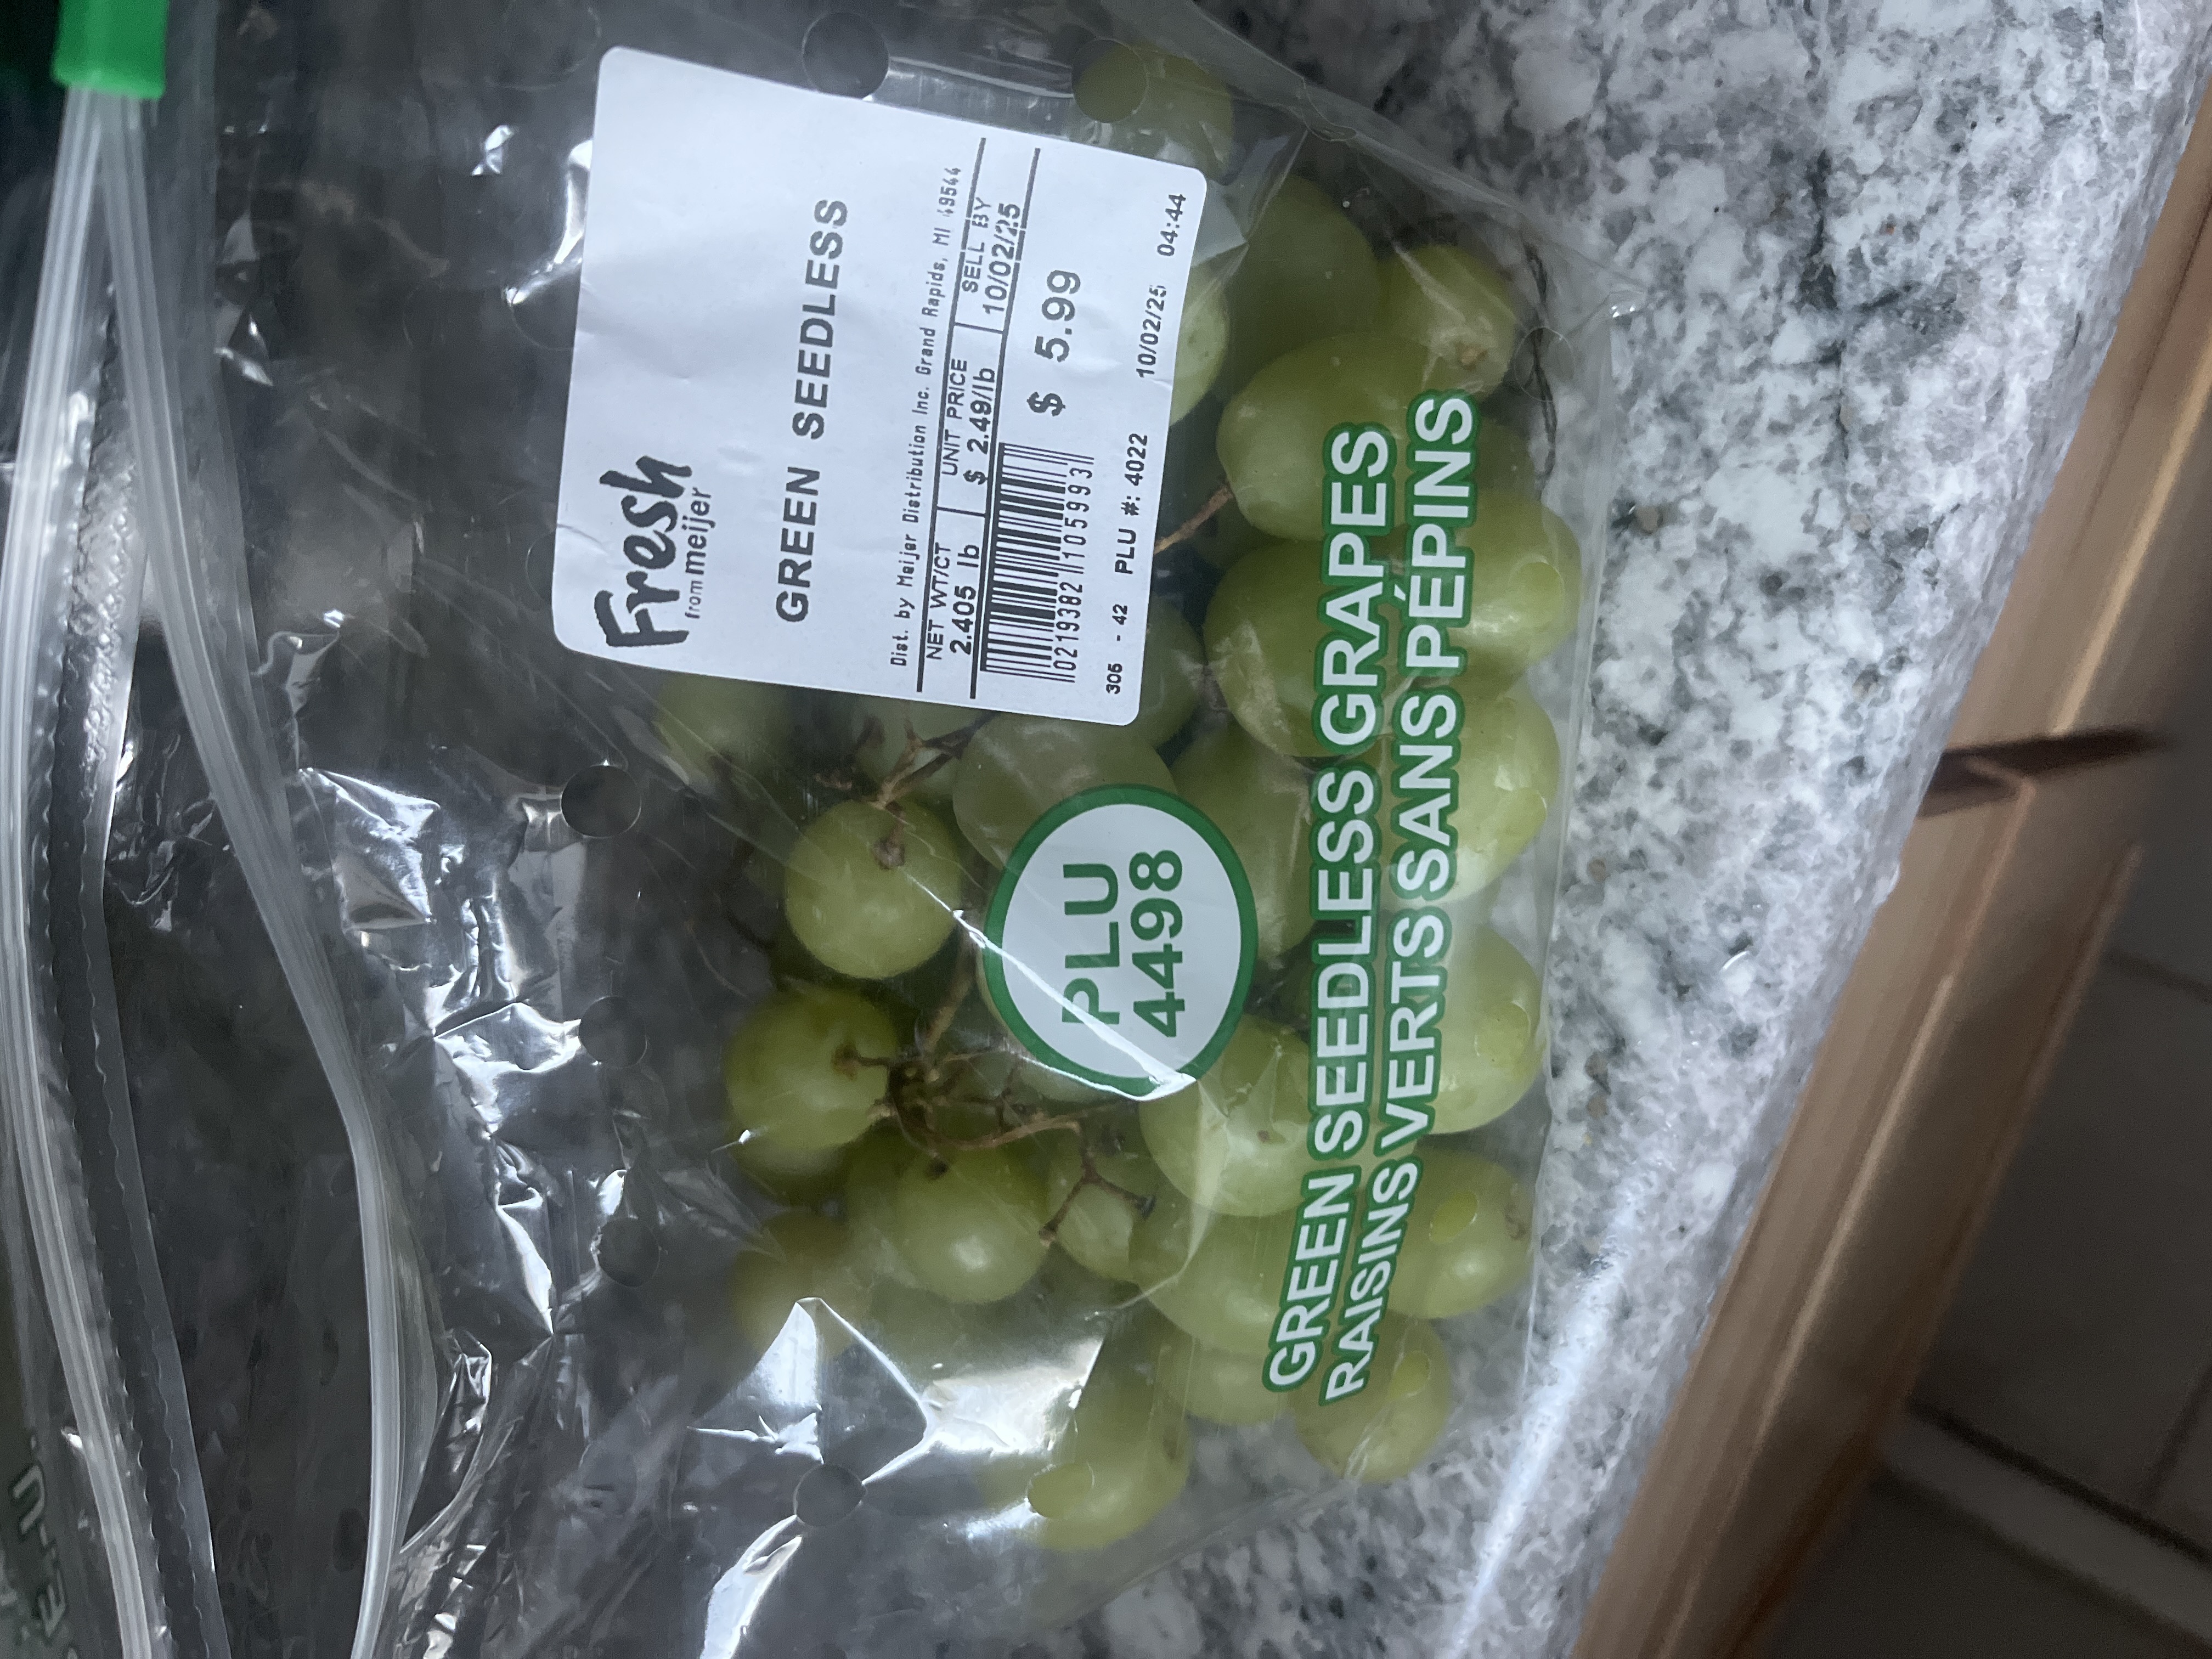 Fresh
from meijer
GREEN SEEDLESS
Dist. by Meijer Distribution Inc. Grand Rapids, MI 49544
NET WT/CT UNIT PRICE SELL BY
2.405 lb $ 2.49/lb 10/02/25
$ 5.99
0219382 105993
306 - 42 PLU #: 4022 10/02/25 04:44
PLU
4498
GREEN SEEDLESS GRAPES
RAISINS VERTS SANS PÉPINS